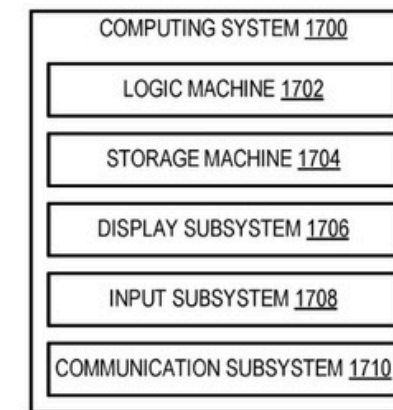 COMPUTING SYSTEM 1700
LOGIC MACHINE 1702
STORAGE MACHINE 1704
DISPLAY SUBSYSTEM 1706
INPUT SUBSYSTEM 1708
COMMUNICATION SUBSYSTEM 1710